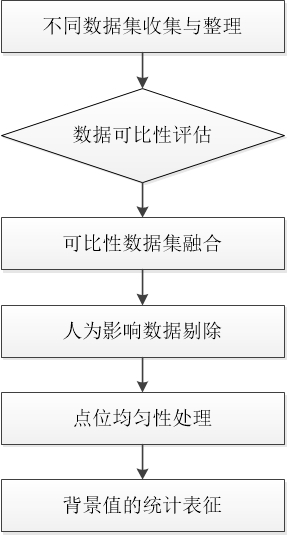 不同数据集收集与整理
数据可比性评估
可比性数据集融合
人为影响数据剔除
点位均匀性处理
背景值的统计表征